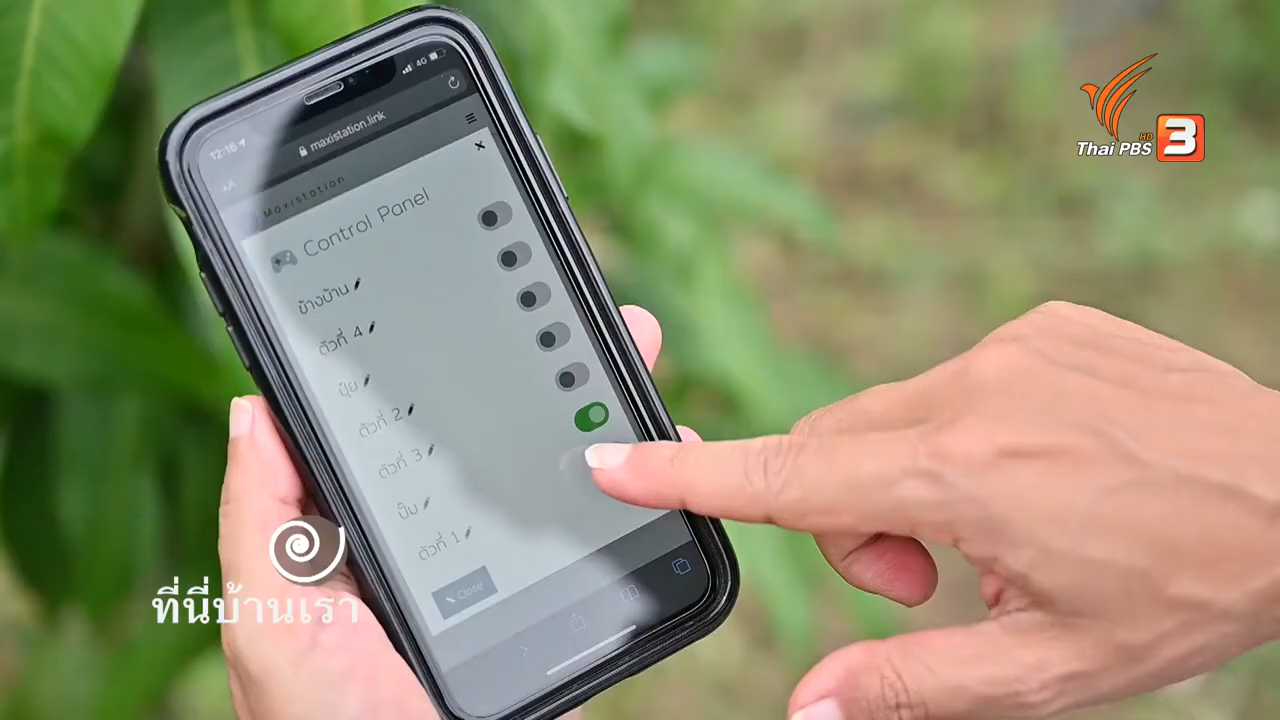 12:16
4G
AA
maxistation.link
Maxistation
Control Panel
ข้างบ้าน
ตัวที่ 4
ปุ๋ย
ตัวที่ 2
ตัวที่ 3
ปั๊ม
ตัวที่ 1
Close
HD
Thai PBS 3
ที่นี่บ้านเรา